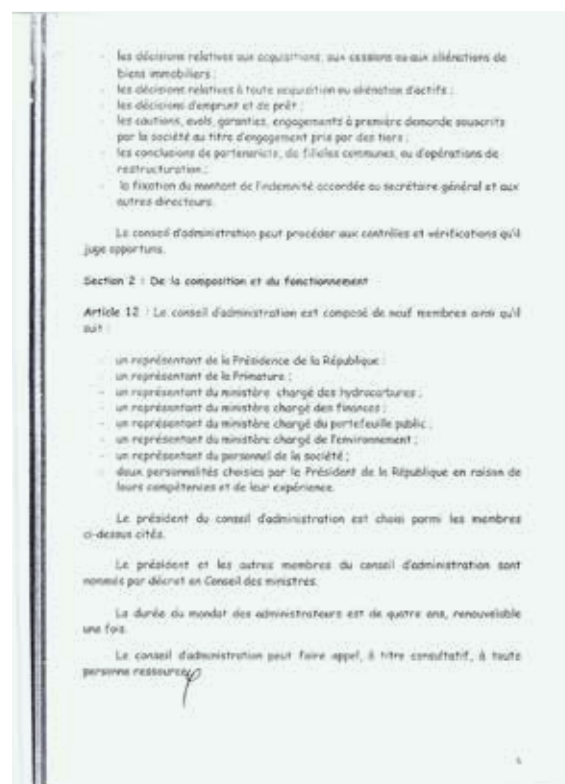 - les décisions relatives aux acquisitions, aux cessions ou aux aliénations de
biens immobiliers ;
- les décisions relatives à toute acquisition ou aliénation d'actifs ;
- les décisions d'emprunt et de prêt ;
- les cautions, avals, garanties, engagements à première demande souscrits
par la société au titre d'engagement pris par des tiers ;
- les conclusions de partenariats, de filiales communes, ou d'opérations de
restructuration ;
- la fixation du montant de l'indemnité accordée au secrétaire général et aux
autres directeurs.
Le conseil d'administration peut procéder aux contrôles et vérifications qu'il
juge opportuns.
Section 2 : De la composition et du fonctionnement
Article 12 : Le conseil d'administration est composé de neuf membres ainsi qu'il
suit :
- un représentant de la Présidence de la République ;
- un représentant de la Primature ;
- un représentant du ministère chargé des hydrocarbures ;
- un représentant du ministère chargé des finances ;
- un représentant du ministère chargé du portefeuille public ;
- un représentant du ministère chargé de l'environnement ;
- un représentant du personnel de la société ;
- deux personnalités choisies par le Président de la République en raison de
leurs compétences et de leur expérience.
Le président du conseil d'administration est choisi parmi les membres
ci-dessus cités.
Le président et les autres membres du conseil d'administration sont
nommés par décret en Conseil des ministres.
La durée du mandat des administrateurs est de quatre ans, renouvelable
une fois.
Le conseil d'administration peut faire appel, à titre consultatif, à toute
personne ressource.